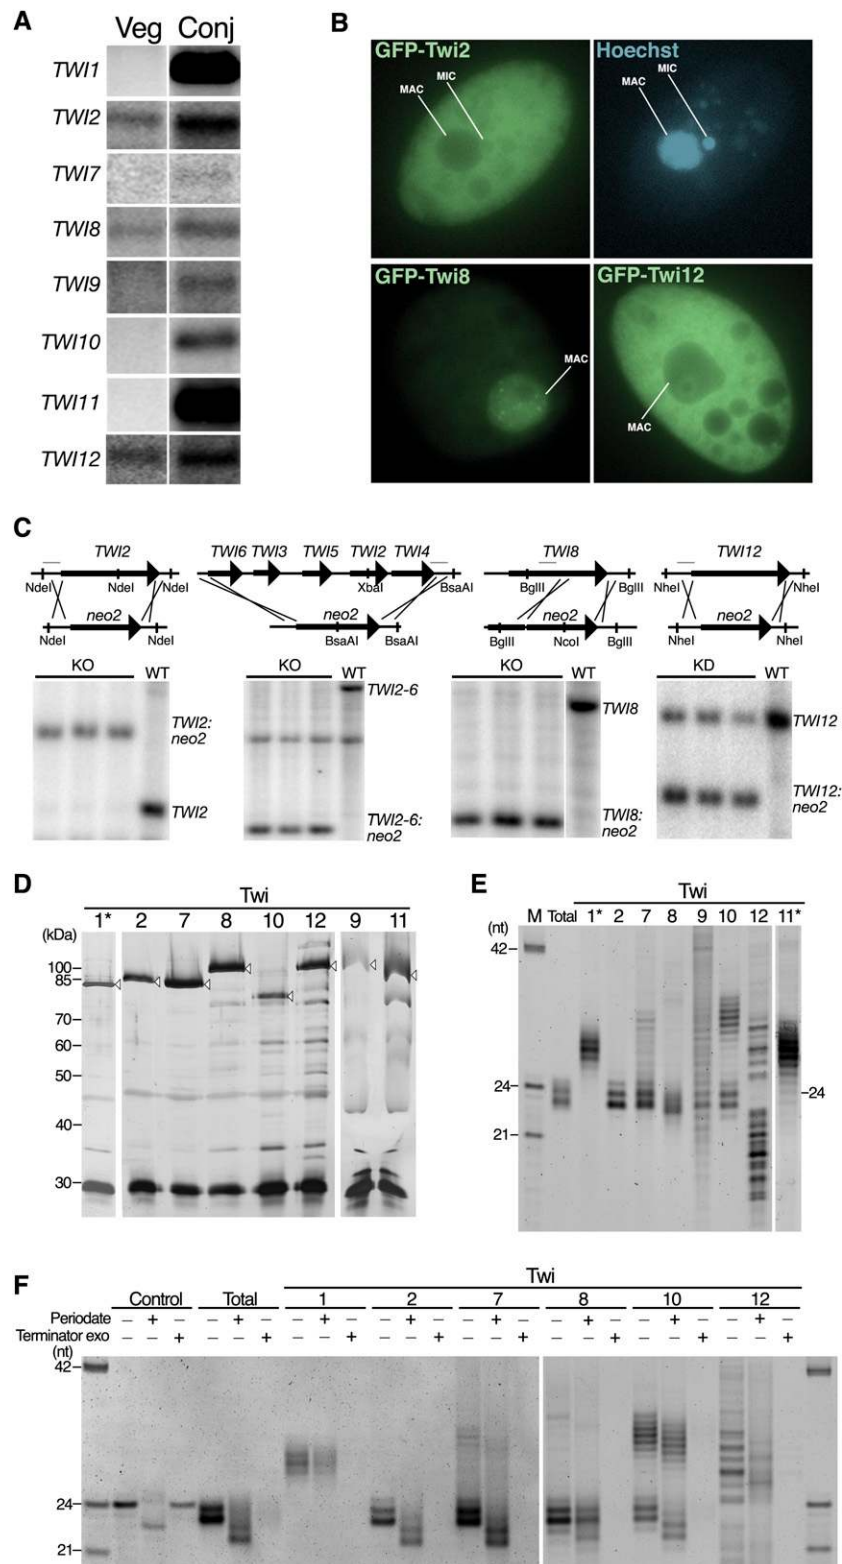 A
Veg Conj
TWI1
TWI2
TWI7
TWI8
TWI9
TWI10
TWI11
TWI12
B
GFP-Twi2
MAC
MIC
Hoechst
MAC
MIC
GFP-Twi8
MAC
GFP-Twi12
MAC
C
TWI2
NdeI NdeI NdeI
neo2
NdeI NdeI
KO WT
TWI2:
neo2
TWI2
TWI6 TWI3 TWI5 TWI2 TWI4
XbaI BsaAI
neo2
BsaAI BsaAI
KO WT
TWI2-6
TWI2-6:
neo2
TWI8
BglII BglII
neo2
BglII NcoI BglII
KO WT
TWI8
TWI8:
neo2
TWI12
NheI NheI
neo2
NheI NheI
KD WT
TWI12
TWI12:
neo2
D
Twi
1* 2 7 8 10 12 9 11
(kDa)
100
85
70
60
50
40
30
E
Twi
(nt) M Total 1* 2 7 8 9 10 12 11*
42
24
21
24
F
Twi
Control Total 1 2 7 8 10 12
Periodate – + – – + – – + – – + – – + – – + – – + – – + –
Terminator exo – – + – – + – – + – – + – – + – – + – – + – – +
(nt)
42
24
21